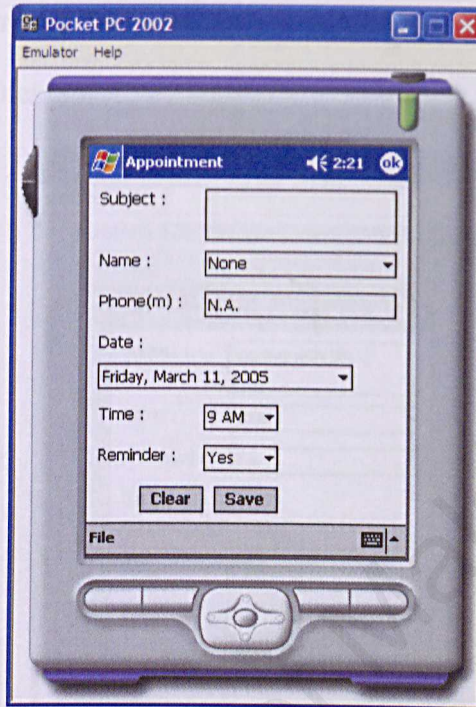 Pocket PC 2002
Emulator Help
Appointment 2:21 ok
Subject :
Name : None
Phone(m) : N.A.
Date :
Friday, March 11, 2005
Time : 9 AM
Reminder : Yes
Clear Save
File